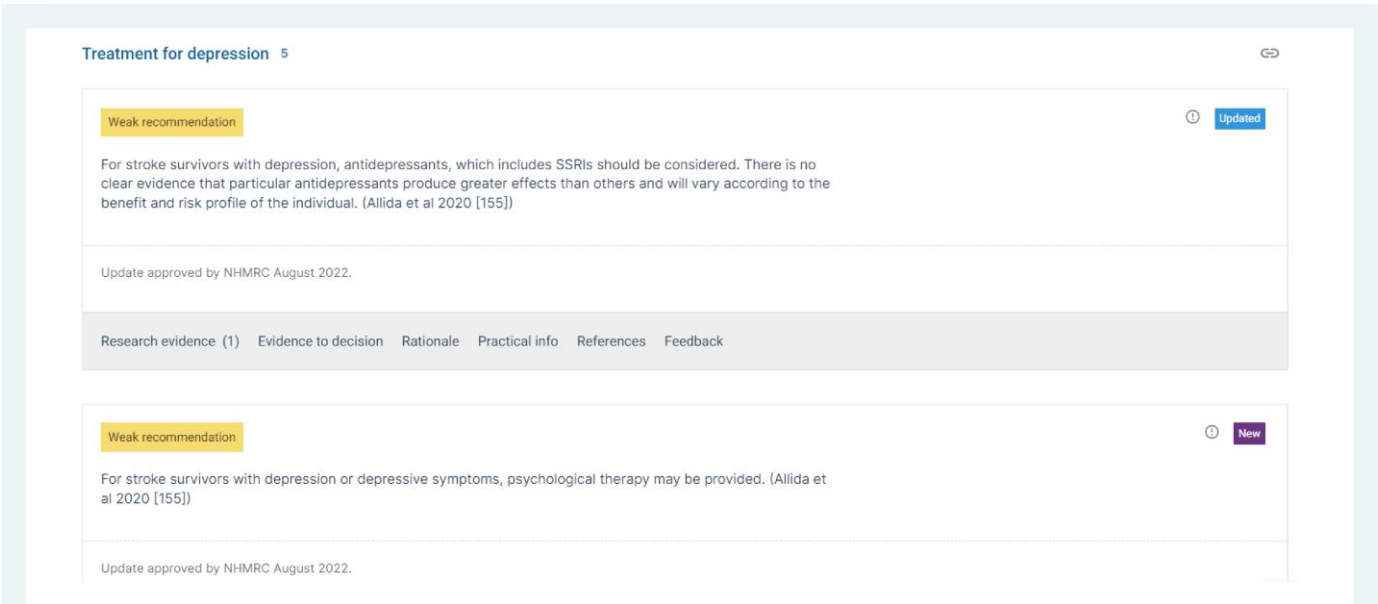 Treatment for depression 5
Weak recommendation
Updated
For stroke survivors with depression, antidepressants, which includes SSRIs should be considered. There is no
clear evidence that particular antidepressants produce greater effects than others and will vary according to the
benefit and risk profile of the individual. (Allida et al 2020 [155])
Update approved by NHMRC August 2022.
Research evidence (1) Evidence to decision Rationale Practical info References Feedback
Weak recommendation
New
For stroke survivors with depression or depressive symptoms, psychological therapy may be provided. (Allida et
al 2020 [155])
Update approved by NHMRC August 2022.